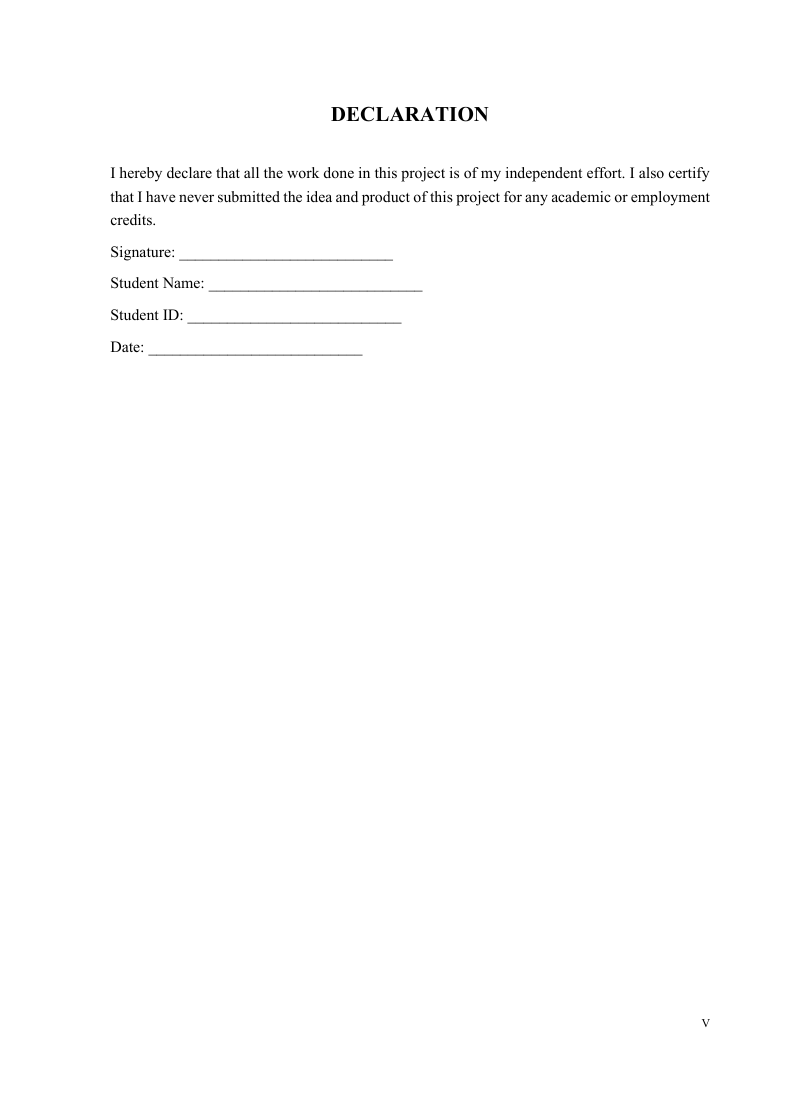 DECLARATION
I hereby declare that all the work done in this project is of my independent effort. I also certify
that I have never submitted the idea and product of this project for any academic or employment
credits.
Signature: ___________________________
Student Name: ___________________________
Student ID: ___________________________
Date: ___________________________
V